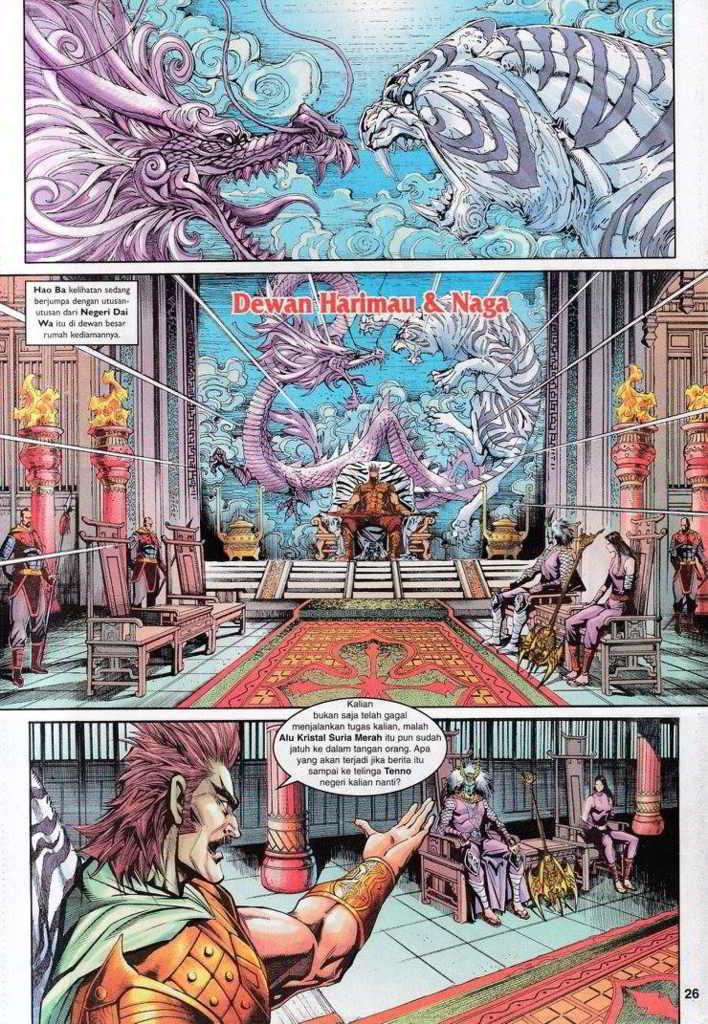 Dewan Harimau & Naga
Hao Ba kelihatan sedang
berjumpa dengan utusan-
utusan dari Negeri Dai
Wa itu di dewan besar
rumah kediamannya.
Kalian
bukan saja telah gagal
menjalankan tugas kalian, malah
Alu Kristal Suria Merah itu pun sudah
jatuh ke dalam tangan orang. Apa
yang akan terjadi jika berita itu
sampai ke telinga Tenno
negeri kalian nanti?
26